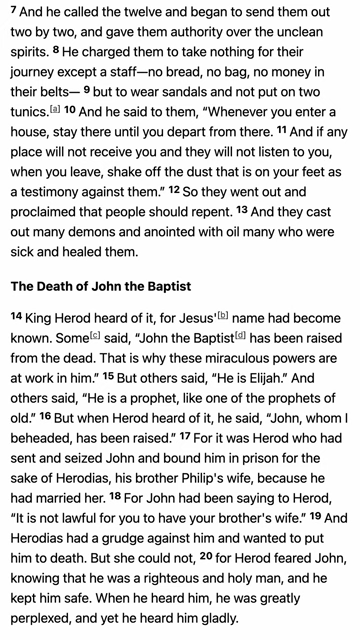 7 And he called the twelve and began to send them out
two by two, and gave them authority over the unclean
spirits. 8 He charged them to take nothing for their
journey except a staff—no bread, no bag, no money in
their belts— 9 but to wear sandals and not put on two
tunics.[a] 10 And he said to them, “Whenever you enter a
house, stay there until you depart from there. 11 And if any
place will not receive you and they will not listen to you,
when you leave, shake off the dust that is on your feet as
a testimony against them.” 12 So they went out and
proclaimed that people should repent. 13 And they cast
out many demons and anointed with oil many who were
sick and healed them.
The Death of John the Baptist
14 King Herod heard of it, for Jesus'[b] name had become
known. Some[c] said, “John the Baptist[d] has been raised
from the dead. That is why these miraculous powers are
at work in him.” 15 But others said, “He is Elijah.” And
others said, “He is a prophet, like one of the prophets of
old.” 16 But when Herod heard of it, he said, “John, whom I
beheaded, has been raised.” 17 For it was Herod who had
sent and seized John and bound him in prison for the
sake of Herodias, his brother Philip's wife, because he
had married her. 18 For John had been saying to Herod,
“It is not lawful for you to have your brother's wife.” 19 And
Herodias had a grudge against him and wanted to put
him to death. But she could not, 20 for Herod feared John,
knowing that he was a righteous and holy man, and he
kept him safe. When he heard him, he was greatly
perplexed, and yet he heard him gladly.